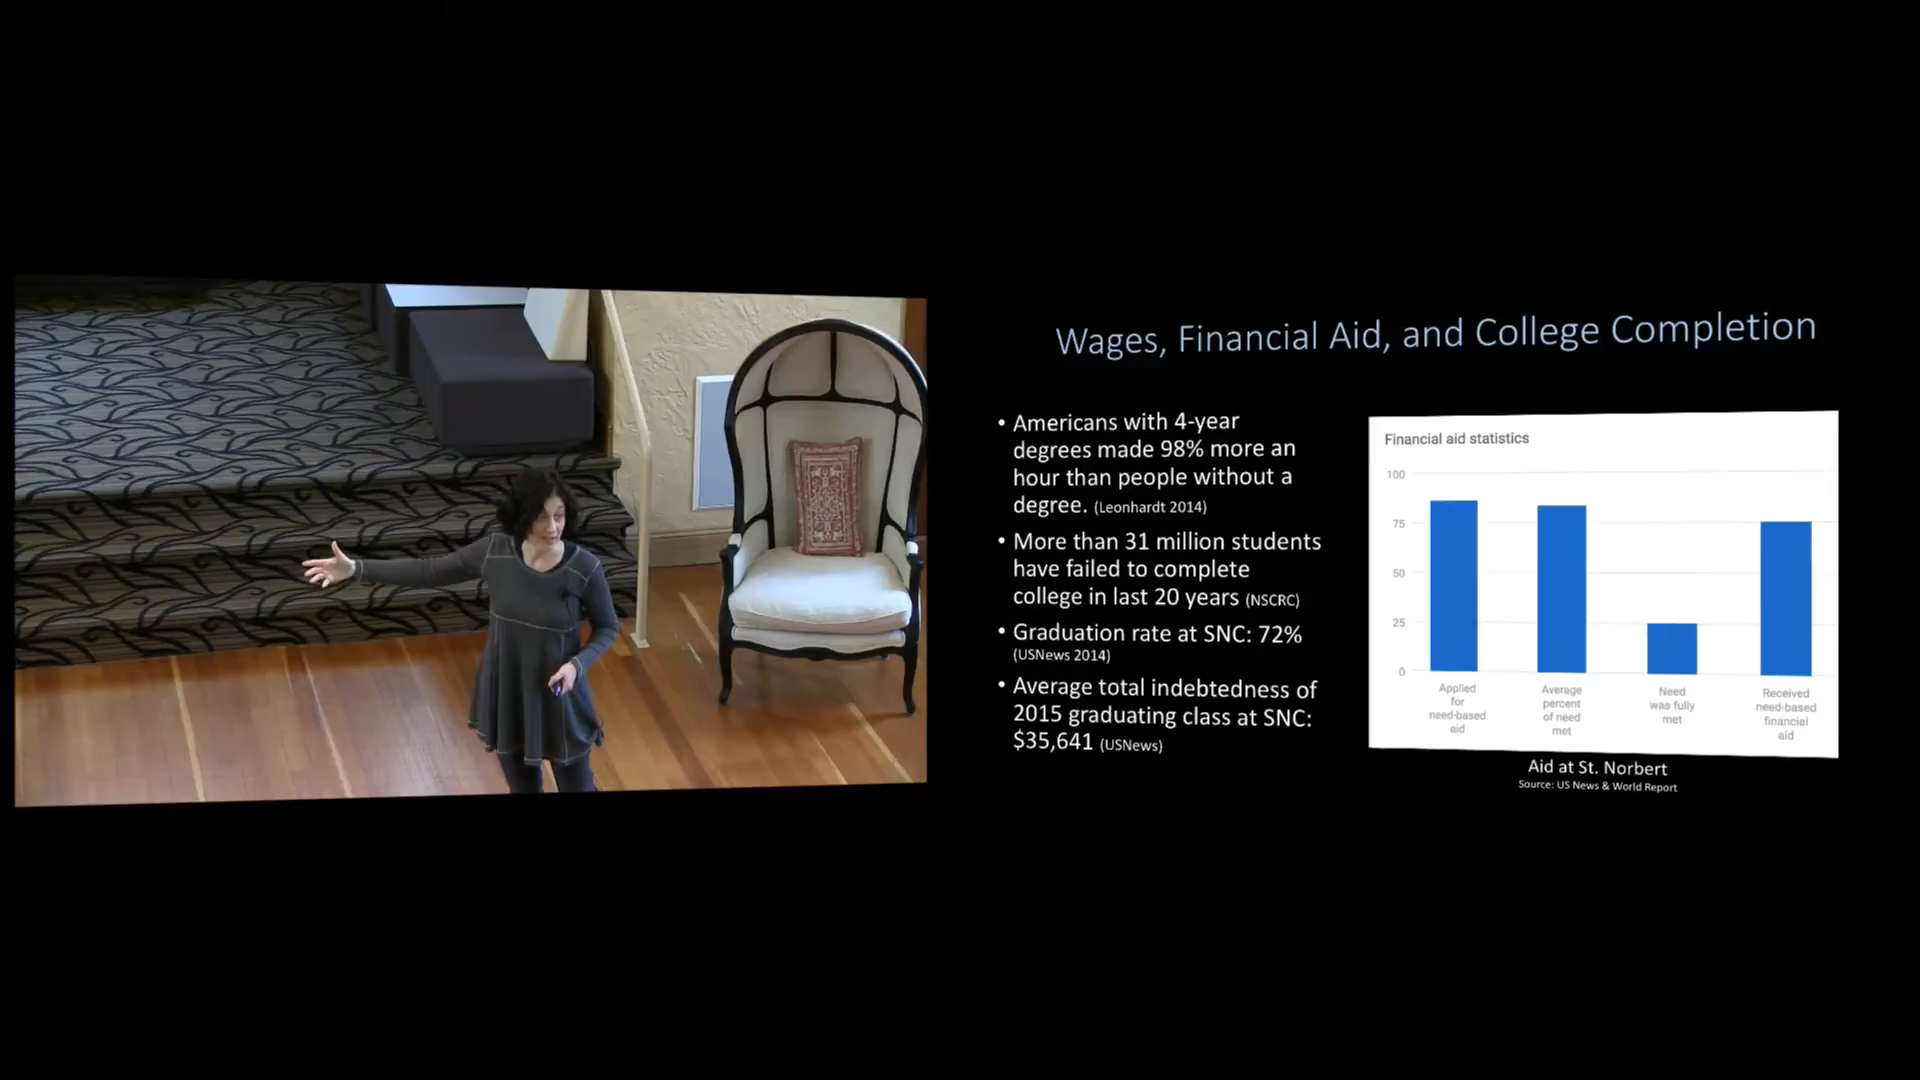 Wages, Financial Aid, and College Completion
• Americans with 4-year
degrees made 98% more an
hour than people without a
degree. (Leonhardt 2014)
• More than 31 million students
have failed to complete
college in last 20 years (NSCRC)
• Graduation rate at SNC: 72%
(USNews 2014)
• Average total indebtedness of
2015 graduating class at SNC:
$35,641 (USNews)
Financial aid statistics
100
75
50
25
0
Applied
for
need-based
aid
Average
percent
of need
met
Need
was fully
met
Received
need-based
financial
aid
Aid at St. Norbert
Source: US News & World Report